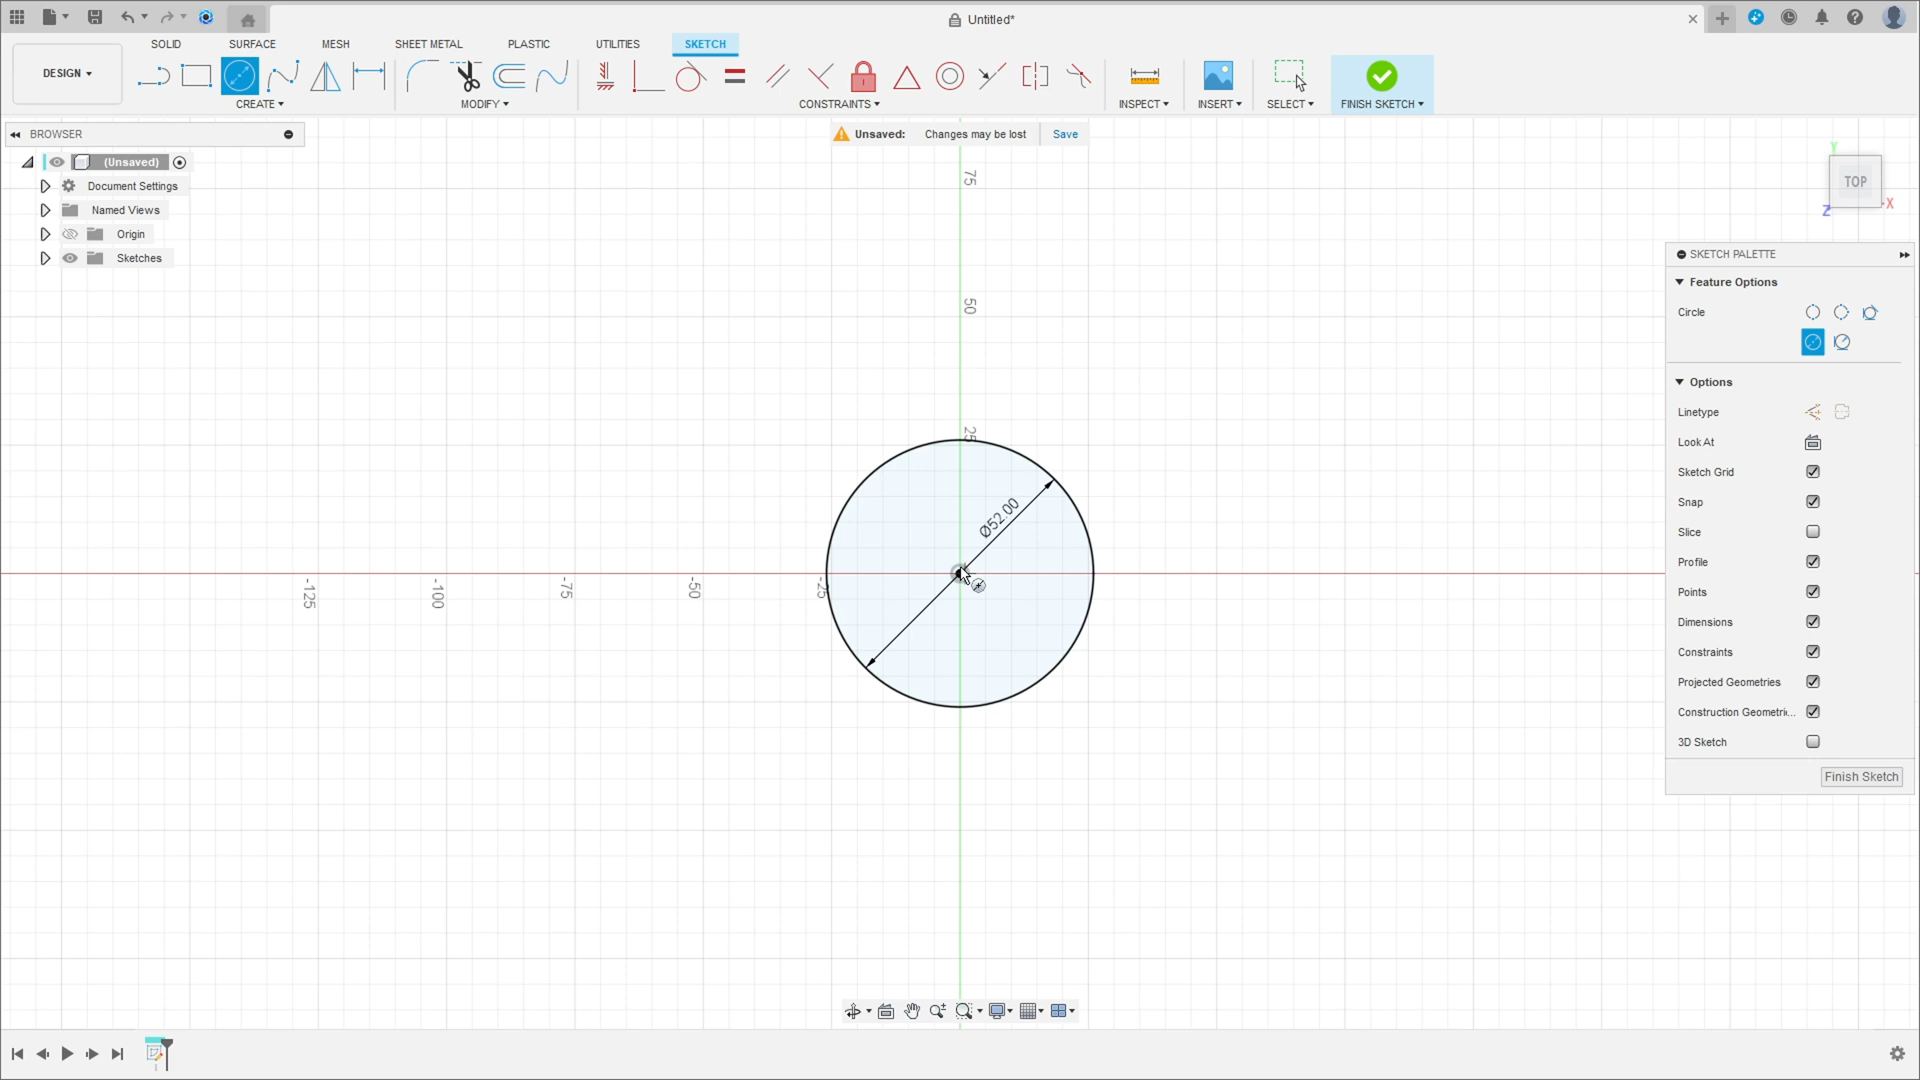 Untitled*
SOLID
SURFACE
MESH
SHEET METAL
PLASTIC
UTILITIES
SKETCH
DESIGN
CREATE
MODIFY
CONSTRAINTS
INSPECT
INSERT
SELECT
FINISH SKETCH
BROWSER
Unsaved: Changes may be lost Save
(Unsaved)
Document Settings
Named Views
Origin
Sketches
Y
TOP
X
Z
75
50
25
-125
-100
-75
-50
-25
Ø52.00
SKETCH PALETTE
Feature Options
Circle
Options
Linetype
Look At
Sketch Grid
Snap
Slice
Profile
Points
Dimensions
Constraints
Projected Geometries
Construction Geometri...
3D Sketch
Finish Sketch